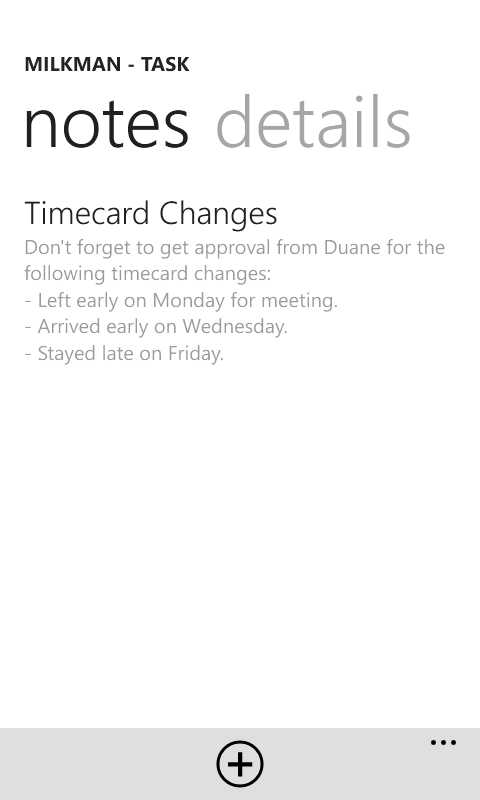 MILKMAN - TASK
notes details
Timecard Changes
Don't forget to get approval from Duane for the
following timecard changes:
- Left early on Monday for meeting.
- Arrived early on Wednesday.
- Stayed late on Friday.